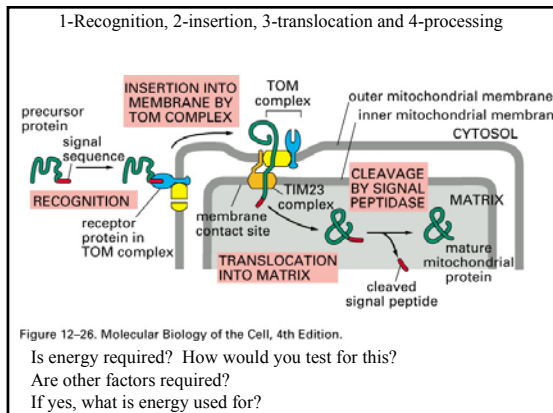 1-Recognition, 2-insertion, 3-translocation and 4-processing
INSERTION INTO
MEMBRANE BY
TOM COMPLEX
TOM
complex
precursor
protein
signal
sequence
outer mitochondrial membrane
inner mitochondrial membran
CYTOSOL
RECOGNITION
receptor
protein in
TOM complex
membrane
contact site
TIM23
complex
CLEAVAGE
BY SIGNAL
PEPTIDASE
MATRIX
TRANSLOCATION
INTO MATRIX
mature
mitochondrial
protein
cleaved
signal peptide
Figure 12–26. Molecular Biology of the Cell, 4th Edition.
Is energy required? How would you test for this?
Are other factors required?
If yes, what is energy used for?